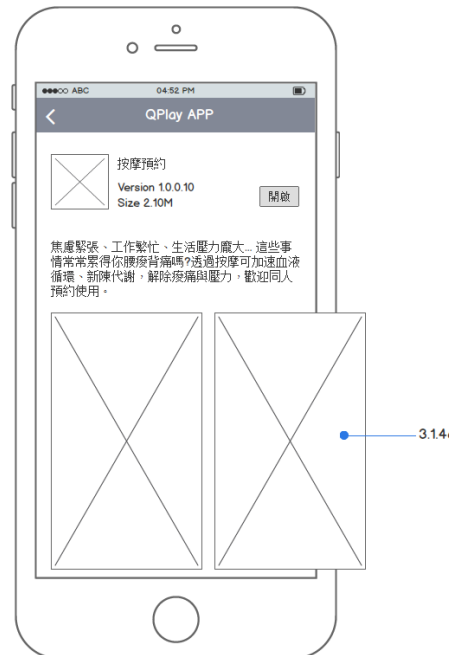 ABC 04:52 PM
QPlay APP
按摩預約
Version 1.0.0.10
Size 2.10M
開啟
焦慮緊張、工作繁忙、生活壓力龐大... 這些事
情常常累得你腰痠背痛嗎?透過按摩可加速血液
循環、新陳代謝，解除痠痛與壓力，歡迎同人
預約使用。